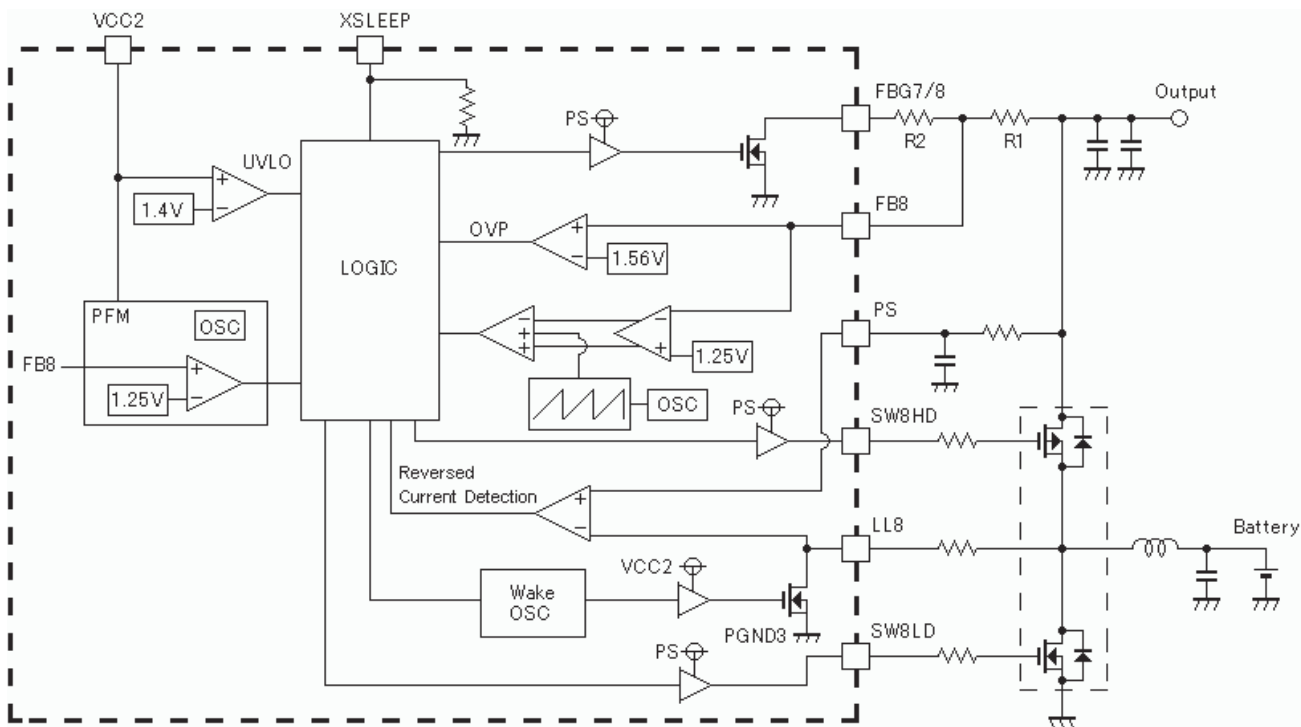 VCC2
XSLEEP
FBG7/8
Output
PS
R2
R1
UVLO
1.4V
FB8
OVP
1.56V
LOGIC
PFM
OSC
PS
FB8
1.25V
1.25V
OSC
PS
SW8HD
Reversed
Current Detection
LL8
Battery
VCC2
Wake
OSC
PGND3
SW8LD
PS